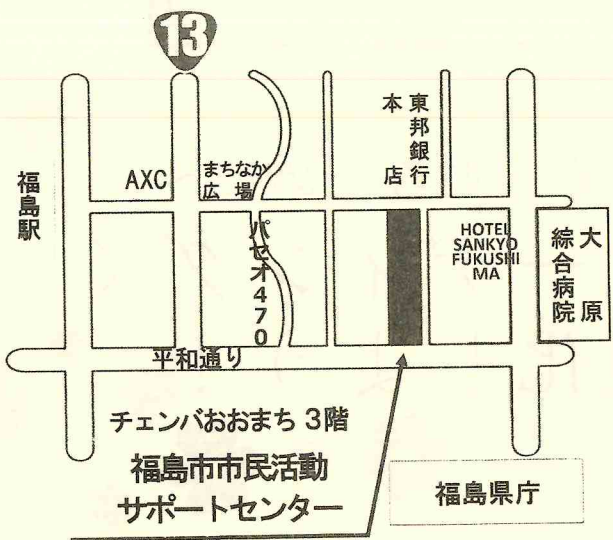 13
東邦銀行
本店
まちなか
広場
AXC
福島駅
パセオ470
HOTEL
SANKYO
FUKUSHI
MA
大原
綜合病院
平和通り
チェンバおおまち 3階
福島市市民活動
サポートセンター
福島県庁